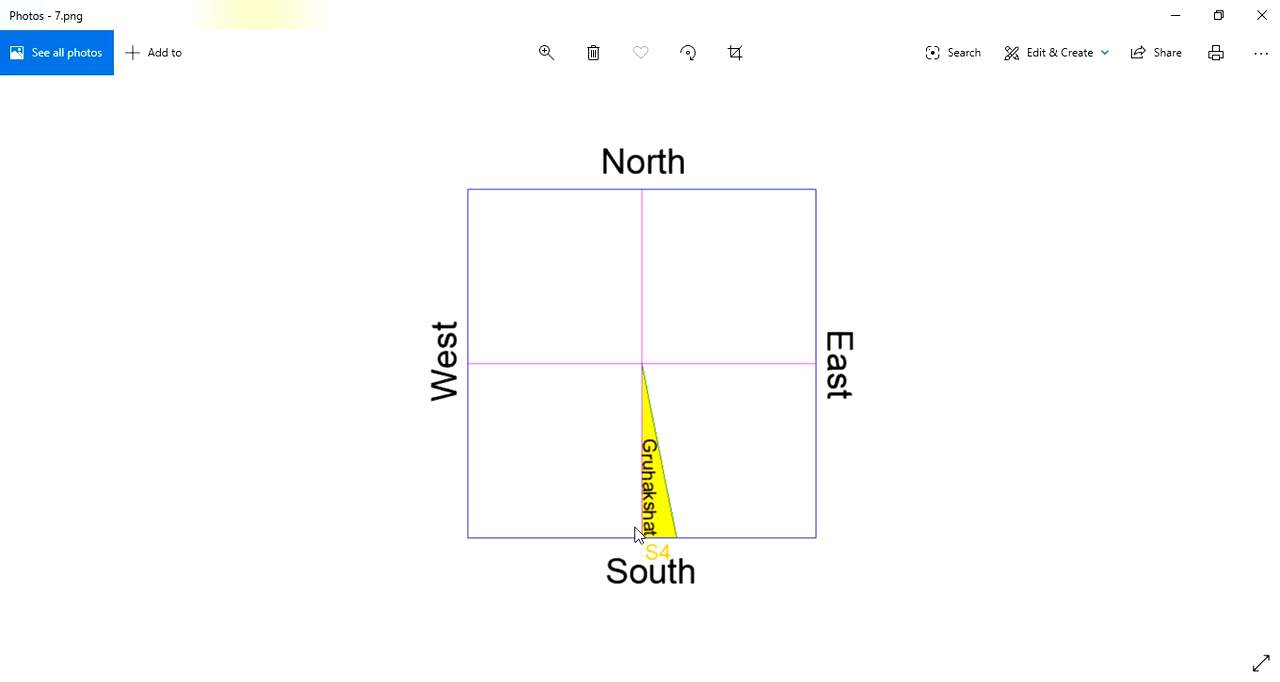 Photos - 7.png
See all photos
Add to
Search
Edit & Create
Share
North
West
East
Gruhakshat
S4
South